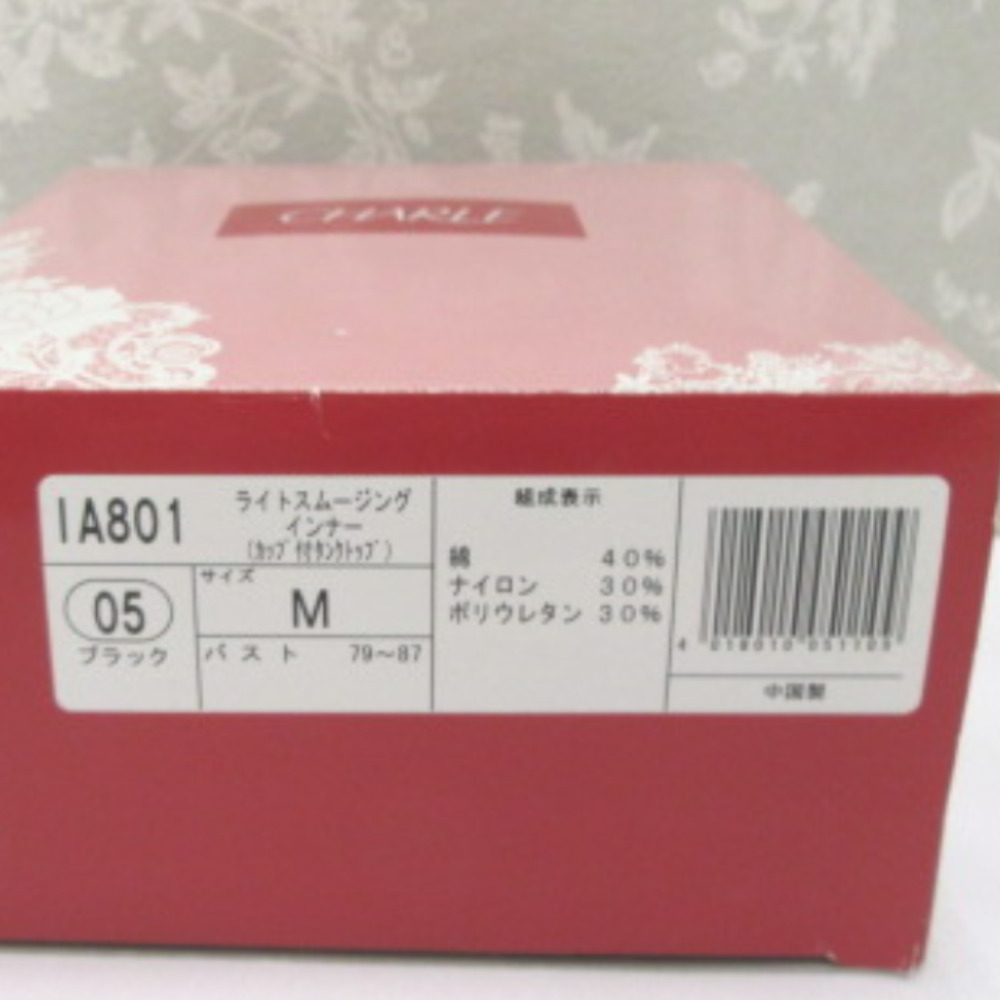 CHARLE
IA801
ライトスムージング
インナー
(カップ付タンクトップ)
05
ブラック
サイズ
M
バスト 79～87
組成表示
綿 40%
ナイロン 30%
ポリウレタン 30%
中国製